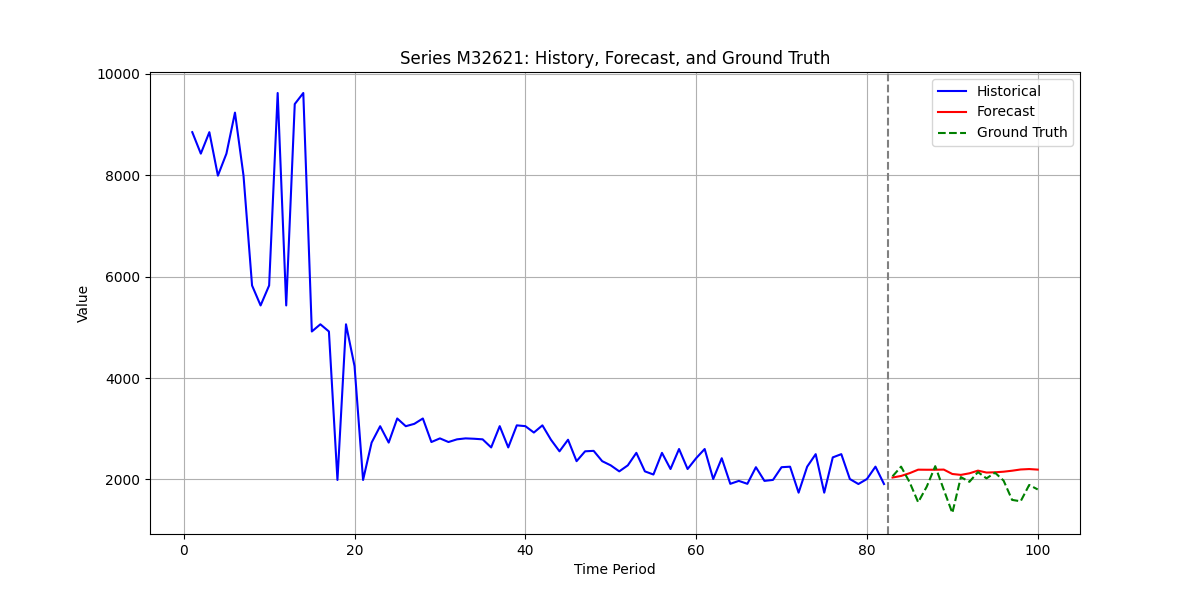 Series M32621: History, Forecast, and Ground Truth
10000
8000
6000
4000
2000
Value
0
20
40
60
80
100
Time Period
Historical
Forecast
Ground Truth